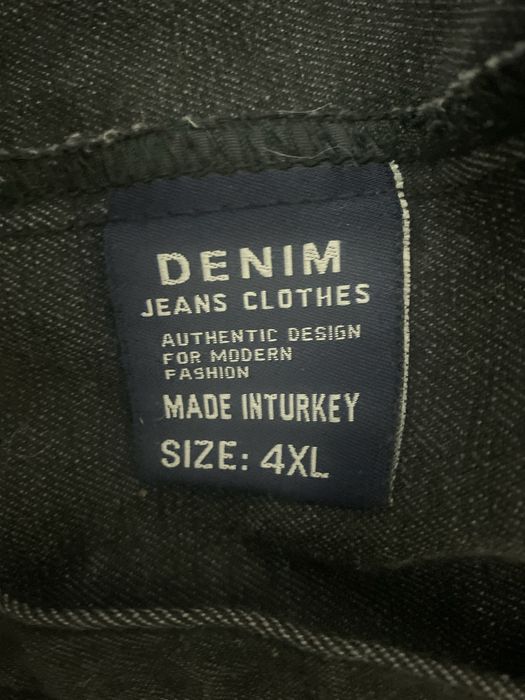 DENIM
JEANS CLOTHES
AUTHENTIC DESIGN
FOR MODERN
FASHION
MADE INTURKEY
SIZE: 4XL